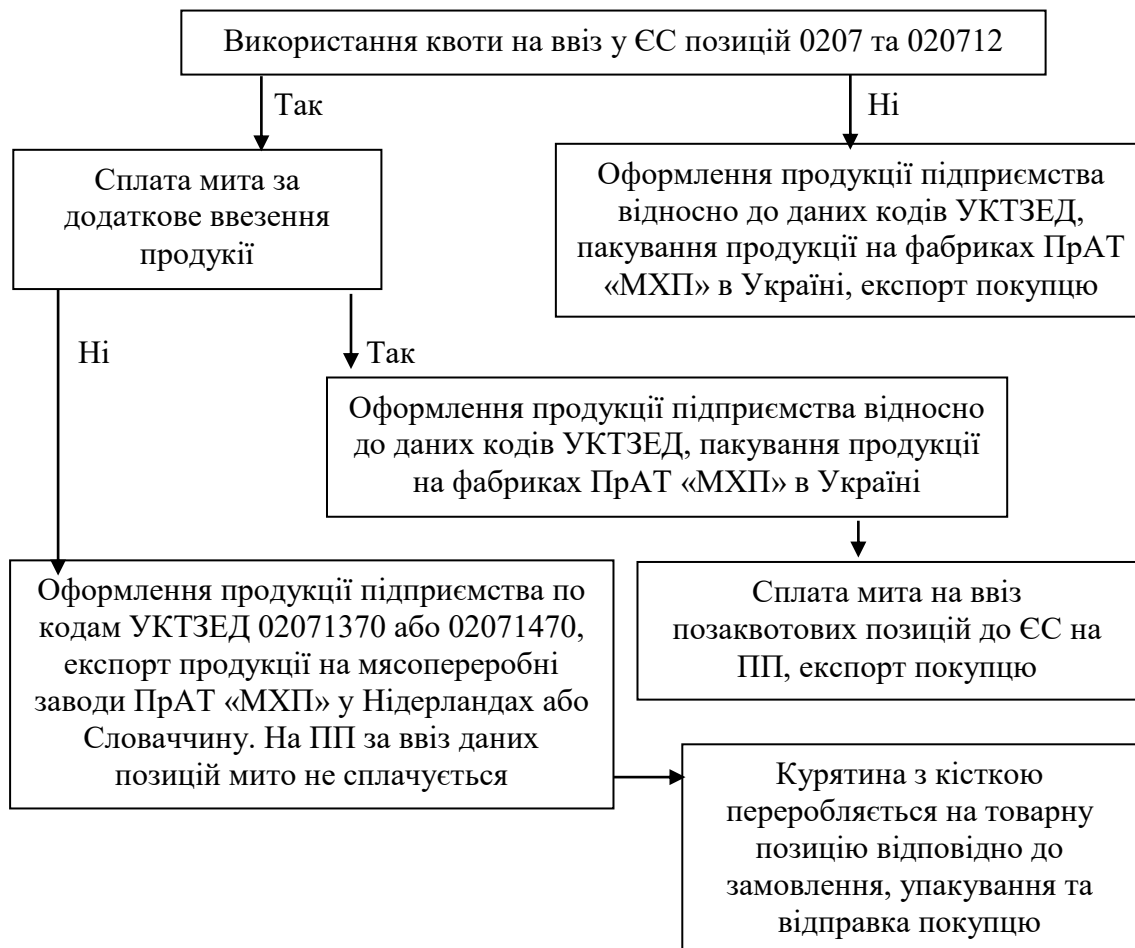 Використання квоти на ввіз у ЄС позицій 0207 та 020712
Так
Ні
Сплата мита за
додаткове ввезення
продукії
Оформлення продукції підприємства
відносно до даних кодів УКТЗЕД,
пакування продукції на фабриках ПрАТ
«МХП» в Україні, експорт покупцю
Ні
Так
Оформлення продукції підприємства відносно
до даних кодів УКТЗЕД, пакування продукції
на фабриках ПрАТ «МХП» в Україні
Оформлення продукції підприємства по
кодам УКТЗЕД 02071370 або 02071470,
експорт продукції на мясопереробні
заводи ПрАТ «МХП» у Нідерландах або
Словаччину. На ПП за ввіз даних
позицій мито не сплачується
Сплата мита на ввіз
позаквотових позицій до ЄС на
ПП, експорт покупцю
Курятина з кісткою
переробляється на товарну
позицію відповідно до
замовлення, упакування та
відправка покупцю